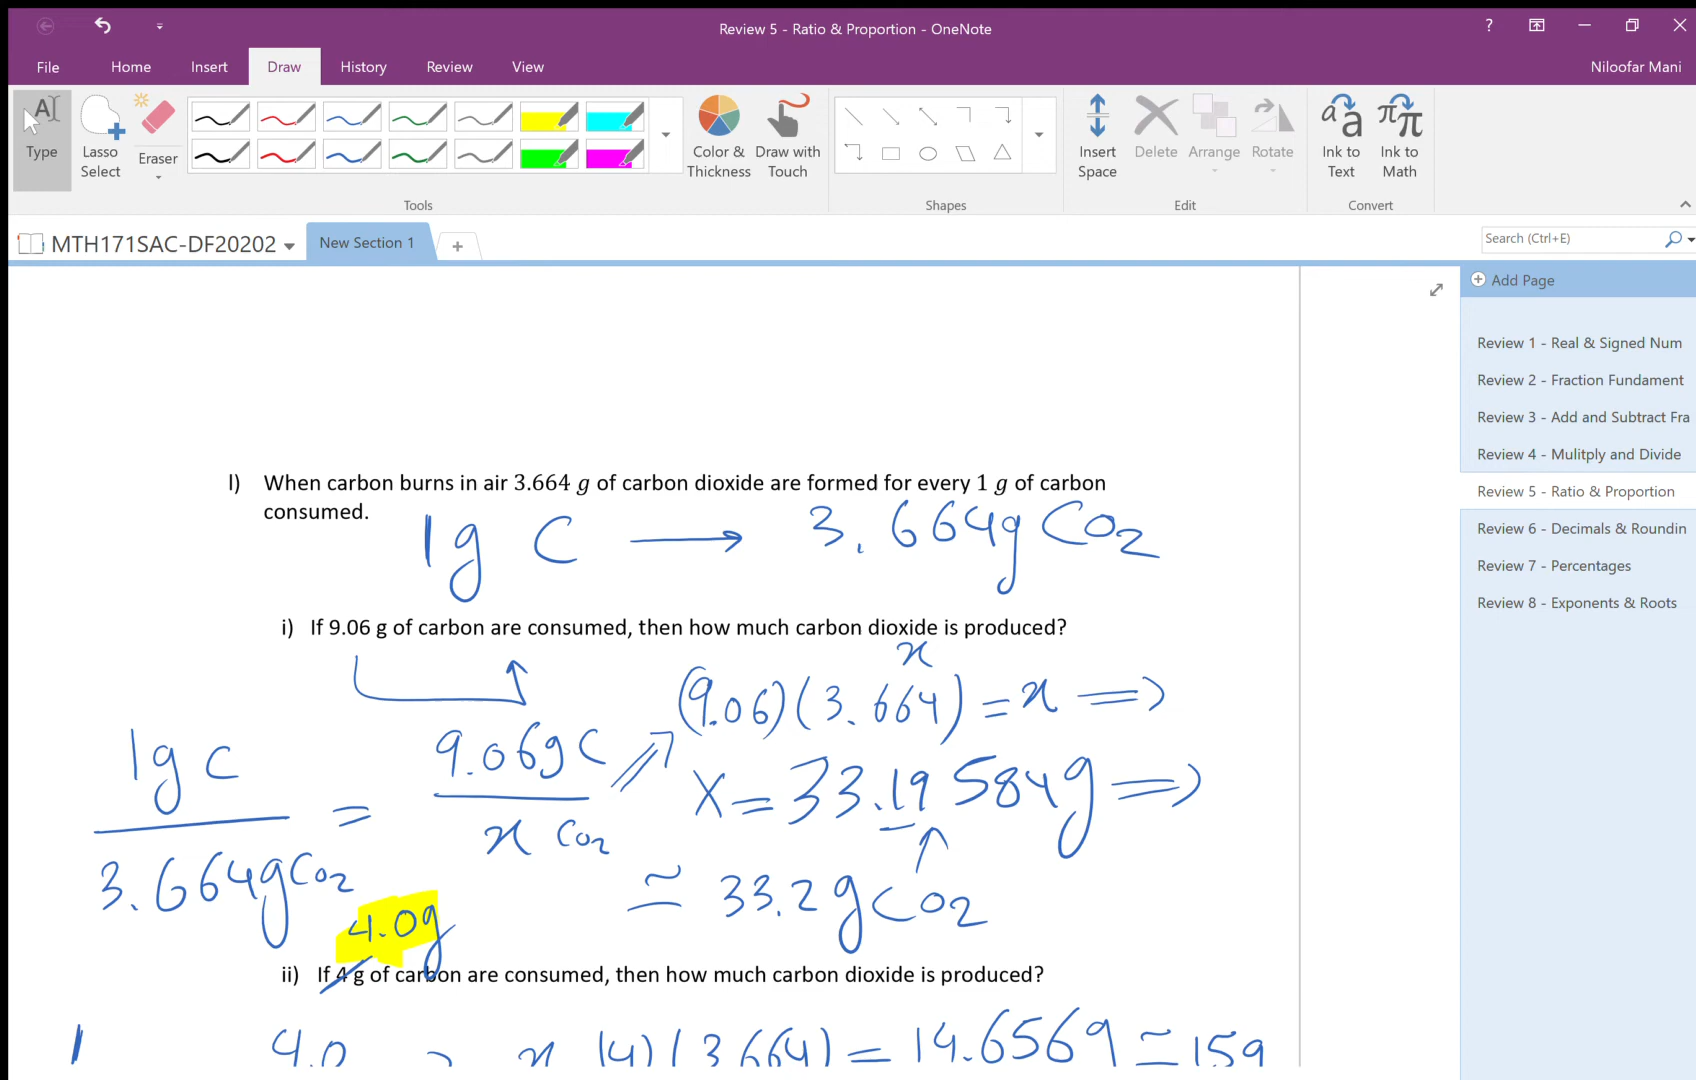 Review 5 - Ratio & Proportion - OneNote
?
File Home Insert Draw History Review View Niloofar Mani
Type
Lasso Select
Eraser
Color & Thickness
Draw with Touch
Insert Space
Delete
Arrange
Rotate
Ink to Text
Ink to Math
Tools Shapes Edit Convert
MTH171SAC-DF20202 New Section 1 +
Search (Ctrl+E)
Add Page
Review 1 - Real & Signed Num
Review 2 - Fraction Fundament
Review 3 - Add and Subtract Fra
Review 4 - Mulitply and Divide
Review 5 - Ratio & Proportion
Review 6 - Decimals & Roundin
Review 7 - Percentages
Review 8 - Exponents & Roots
l) When carbon burns in air 3.664 g of carbon dioxide are formed for every 1 g of carbon
consumed.
1g C → 3.664g CO2
i) If 9.06 g of carbon are consumed, then how much carbon dioxide is produced?
x
(9.06)(3.664) = x ⇒
1g C / 3.664g CO2 = 9.06g C / x CO2 ⇒
X = 33.19584g ⇒
≃ 33.2g CO2
4.0g
ii) If 4 g of carbon are consumed, then how much carbon dioxide is produced?
1 4.0 x (4)(3.664) = 14.656g ≃ 15g